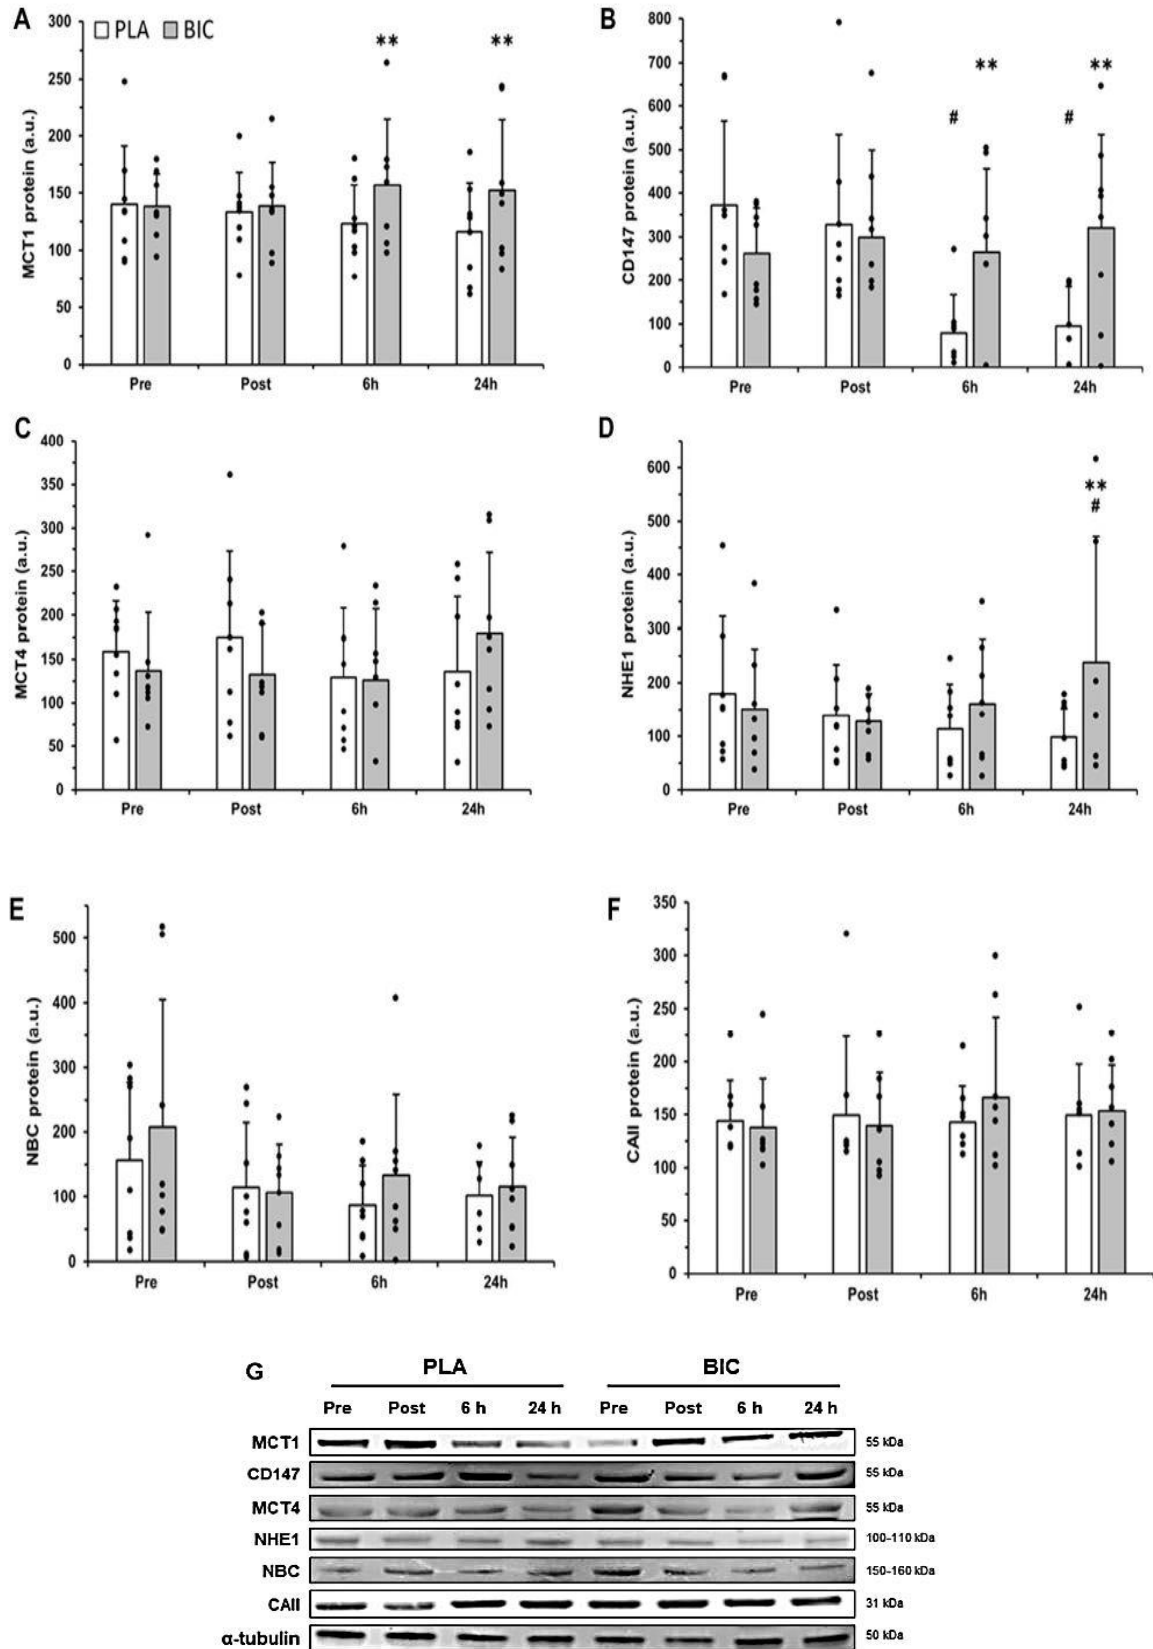 A
PLA BIC
MCT1 protein (a.u.)
300
250
200
150
100
50
0
** **
Pre Post 6h 24h
B
CD147 protein (a.u.)
800
700
600
500
400
300
200
100
0
# ** # **
Pre Post 6h 24h
C
MCT4 protein (a.u.)
400
350
300
250
200
150
100
50
0
Pre Post 6h 24h
D
NHE1 protein (a.u.)
600
500
400
300
200
100
0
**
#
Pre Post 6h 24h
E
NBC protein (a.u.)
500
400
300
200
100
0
Pre Post 6h 24h
F
CAII protein (a.u.)
350
300
250
200
150
100
50
0
Pre Post 6h 24h
G
PLA BIC
Pre Post 6 h 24 h Pre Post 6 h 24 h
MCT1 55 kDa
CD147 55 kDa
MCT4 55 kDa
NHE1 100-110 kDa
NBC 150-160 kDa
CAII 31 kDa
α-tubulin 50 kDa